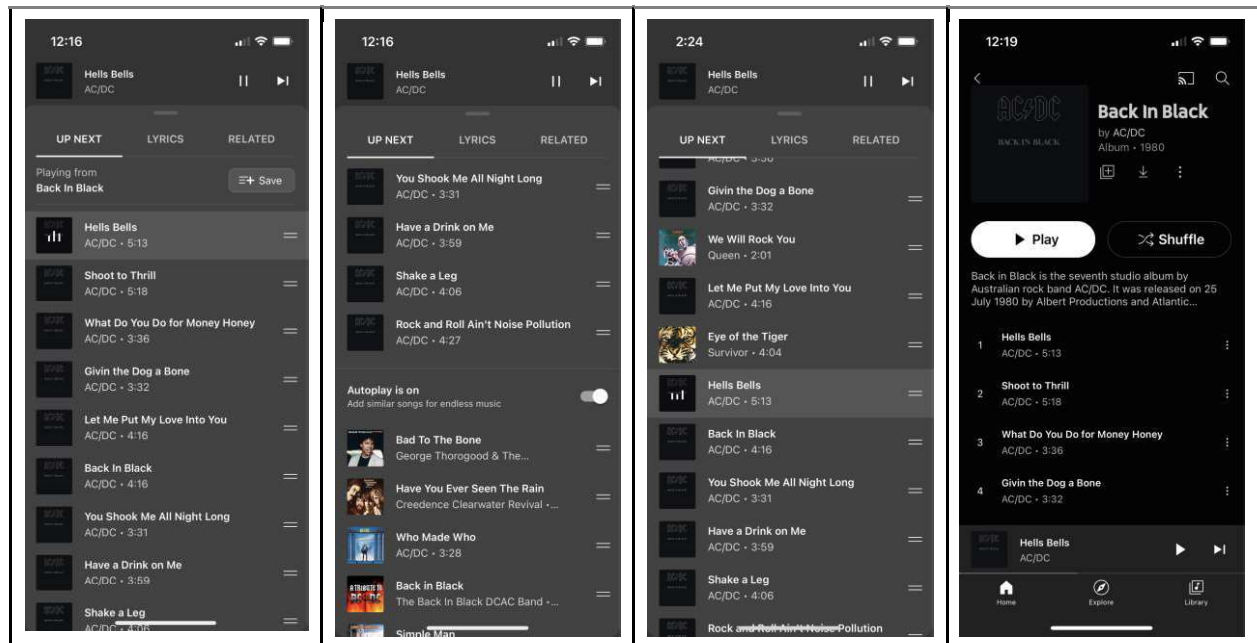 12:16
Hells Bells
AC/DC
UP NEXT LYRICS RELATED
Playing from
Back In Black
Save
Hells Bells
AC/DC • 5:13
Shoot to Thrill
AC/DC • 5:18
What Do You Do for Money Honey
AC/DC • 3:36
Givin the Dog a Bone
AC/DC • 3:32
Let Me Put My Love Into You
AC/DC • 4:16
Back In Black
AC/DC • 4:16
You Shook Me All Night Long
AC/DC • 3:31
Have a Drink on Me
AC/DC • 3:59
Shake a Leg
AC/DC • 4:06
12:16
Hells Bells
AC/DC
UP NEXT LYRICS RELATED
You Shook Me All Night Long
AC/DC • 3:31
Have a Drink on Me
AC/DC • 3:59
Shake a Leg
AC/DC • 4:06
Rock and Roll Ain't Noise Pollution
AC/DC • 4:27
Autoplay is on
Add similar songs for endless music
Bad To The Bone
George Thorogood & The...
Have You Ever Seen The Rain
Creedence Clearwater Revival •...
Who Made Who
AC/DC • 3:28
Back in Black
The Back In Black DCAC Band •...
Simple Man
2:24
Hells Bells
AC/DC
UP NEXT LYRICS RELATED
AC/DC • 3:36
Givin the Dog a Bone
AC/DC • 3:32
We Will Rock You
Queen • 2:01
Let Me Put My Love Into You
AC/DC • 4:16
Eye of the Tiger
Survivor • 4:04
Hells Bells
AC/DC • 5:13
Back In Black
AC/DC • 4:16
You Shook Me All Night Long
AC/DC • 3:31
Have a Drink on Me
AC/DC • 3:59
Shake a Leg
AC/DC • 4:06
Rock and Roll Ain't Noise Pollution
12:19
AC/DC
BACK IN BLACK
Back In Black
by AC/DC
Album • 1980
Play
Shuffle
Back in Black is the seventh studio album by
Australian rock band AC/DC. It was released on 25
July 1980 by Albert Productions and Atlantic...
1 Hells Bells
AC/DC • 5:13
2 Shoot to Thrill
AC/DC • 5:18
3 What Do You Do for Money Honey
AC/DC • 3:36
4 Givin the Dog a Bone
AC/DC • 3:32
Hells Bells
AC/DC
Home Explore Library